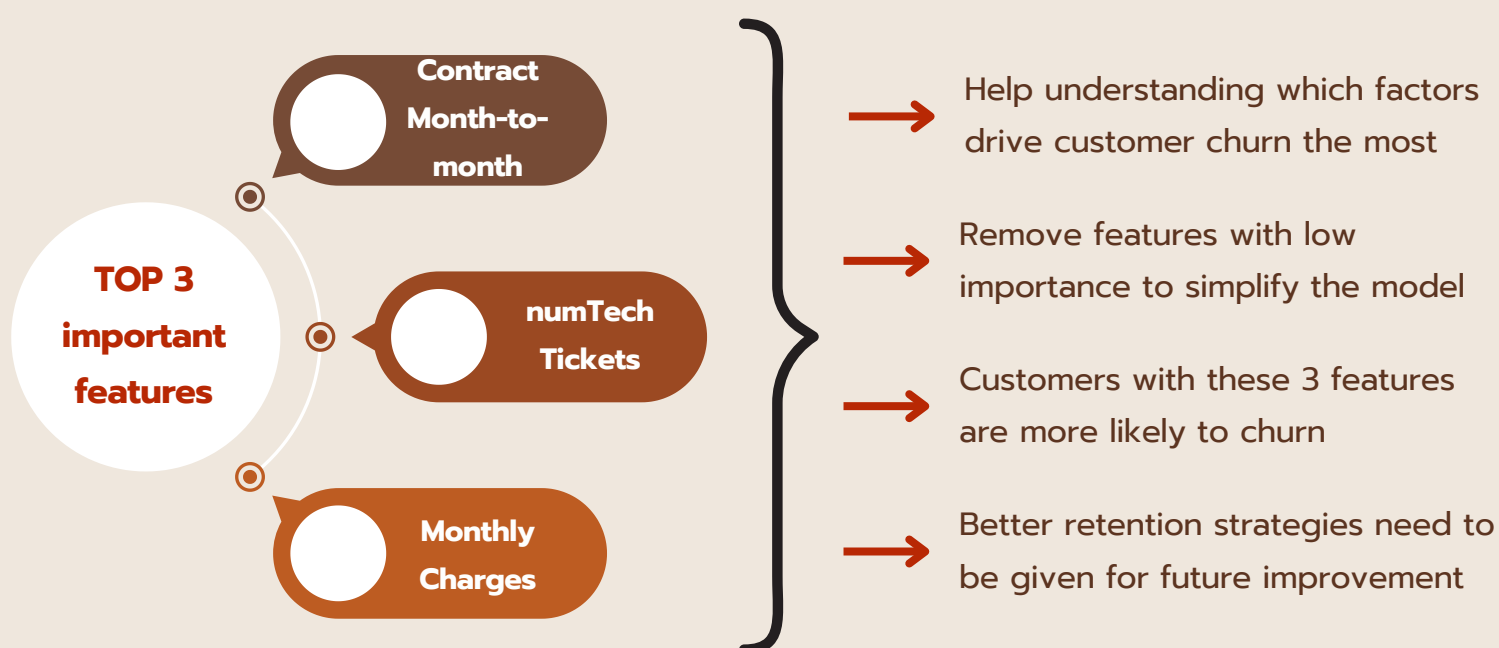 TOP 3
important
features
Contract
Month-to-
month
numTech
Tickets
Monthly
Charges
Help understanding which factors
drive customer churn the most
Remove features with low
importance to simplify the model
Customers with these 3 features
are more likely to churn
Better retention strategies need to
be given for future improvement